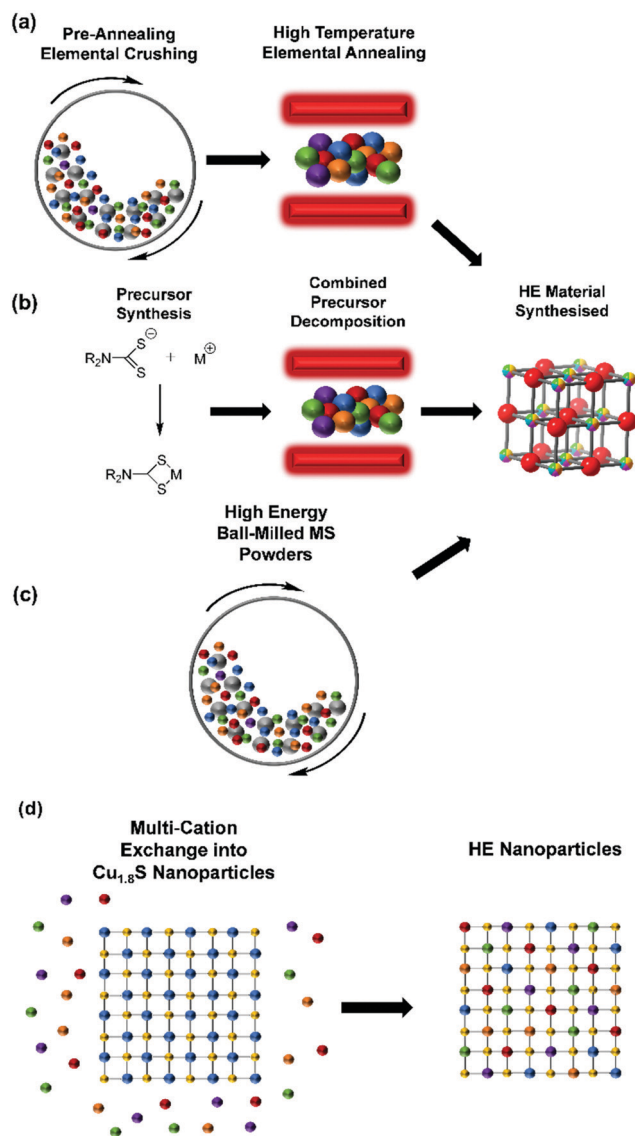 (a)
Pre-Annealing
Elemental Crushing
High Temperature
Elemental Annealing
(b)
Precursor
Synthesis
Combined
Precursor
Decomposition
HE Material
Synthesised
R₂N
S
⊖
S
+
M
⊕
R₂N
S
M
S
High Energy
Ball-Milled MS
Powders
(c)
(d)
Multi-Cation
Exchange into
Cu₁.₈S Nanoparticles
HE Nanoparticles